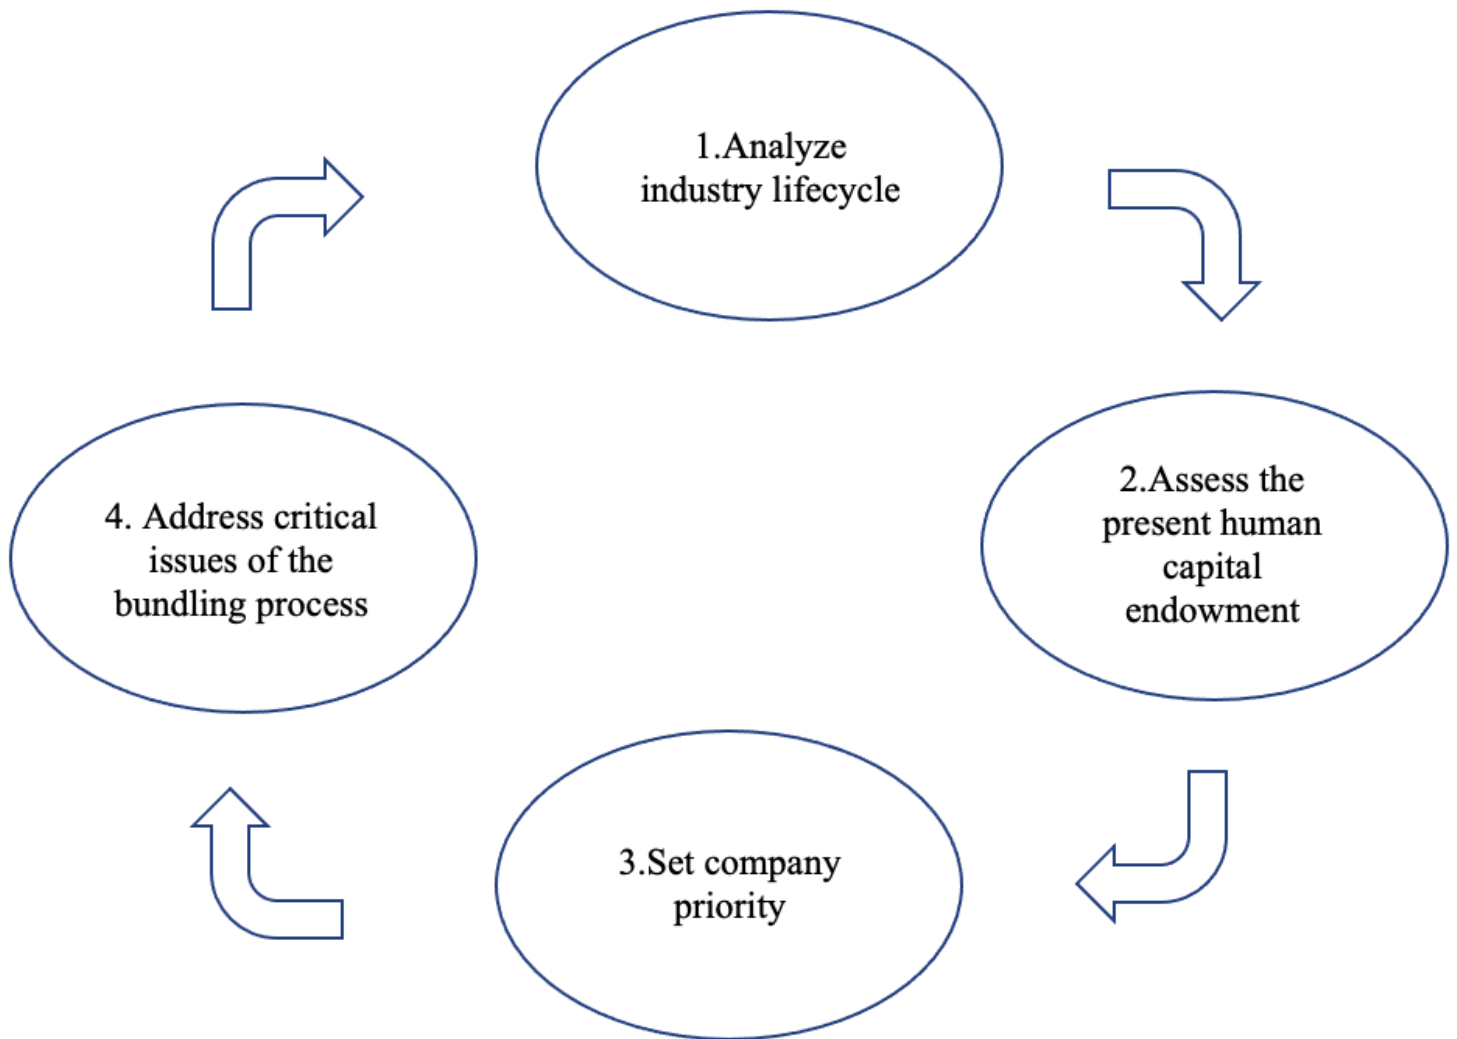 1.Analyze
industry lifecycle
2.Assess the
present human
capital
endowment
3.Set company
priority
4. Address critical
issues of the
bundling process